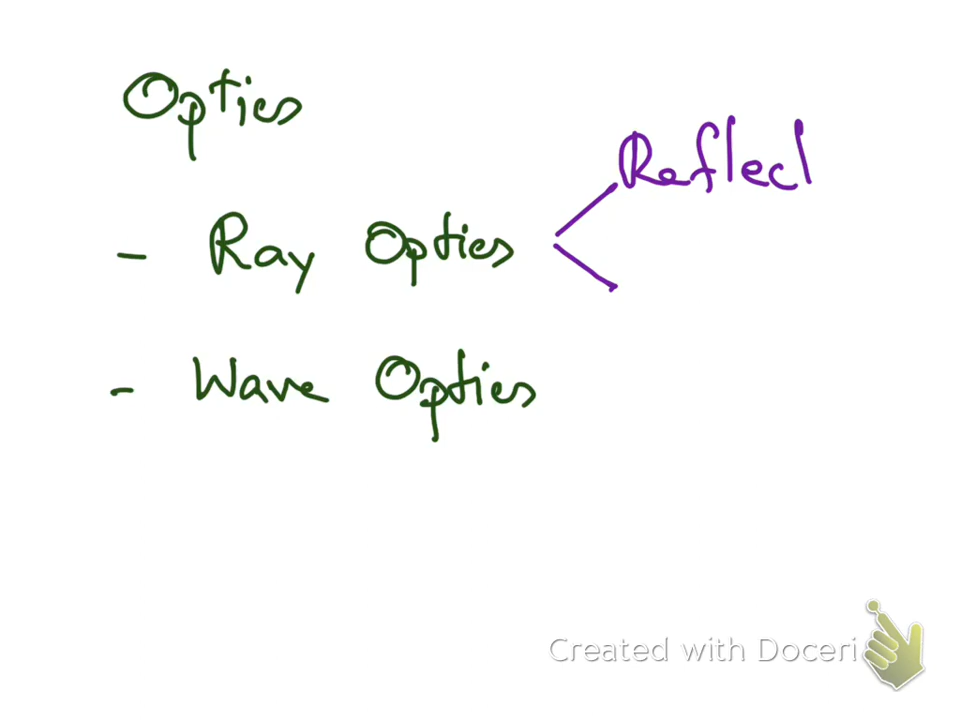 Optics
Reflect
- Ray Optics
- Wave Optics
Created with Doceri